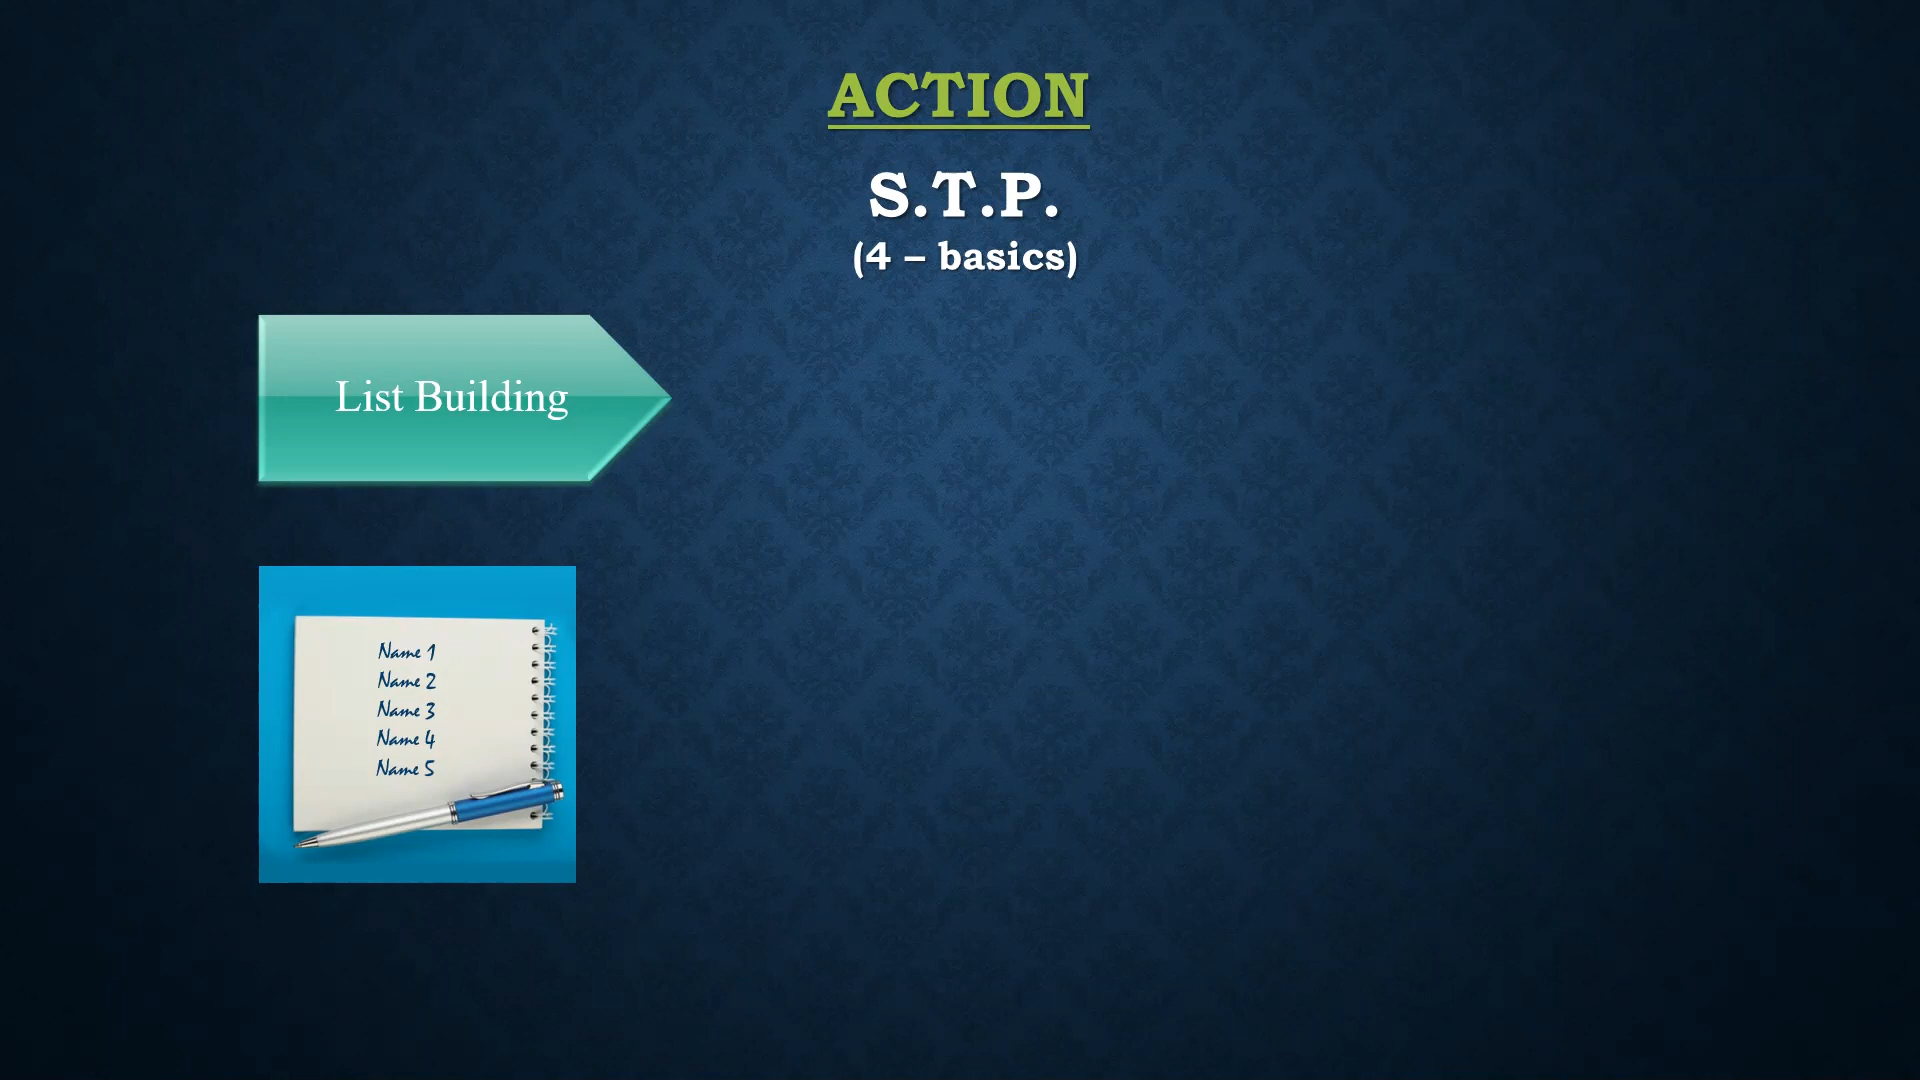 ACTION
S.T.P.
(4 – basics)
List Building
Name 1
Name 2
Name 3
Name 4
Name 5